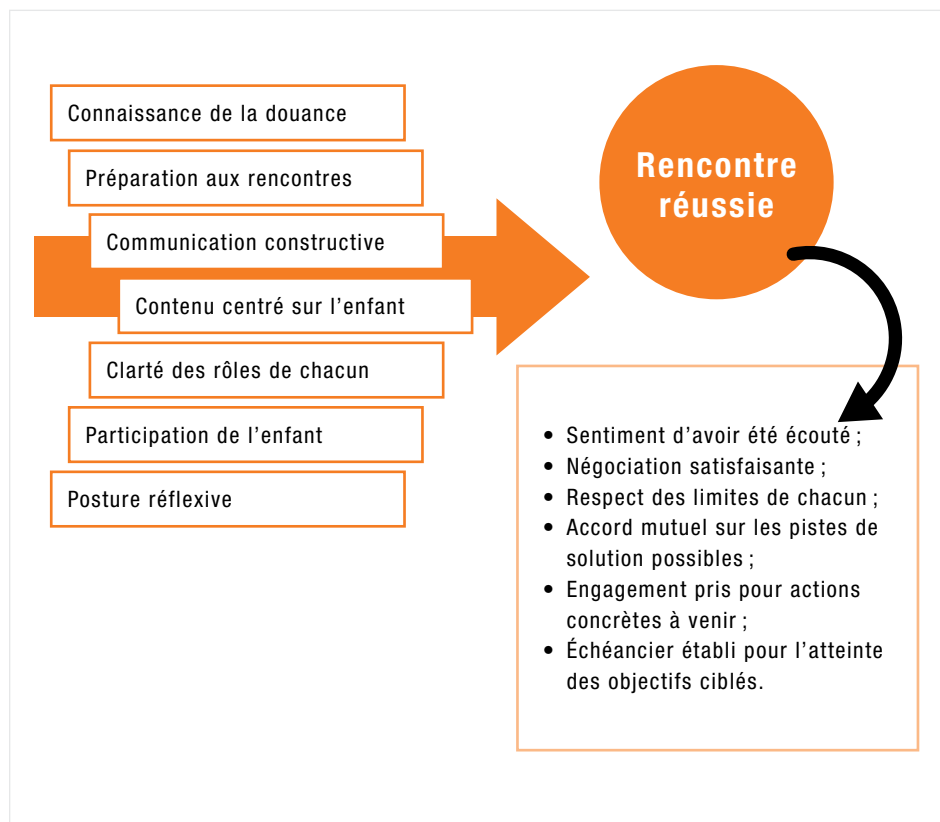 Connaissance de la douance
Préparation aux rencontres
Communication constructive
Contenu centré sur l’enfant
Clarté des rôles de chacun
Participation de l’enfant
Posture réflexive
Rencontre
réussie
• Sentiment d’avoir été écouté ;
• Négociation satisfaisante ;
• Respect des limites de chacun ;
• Accord mutuel sur les pistes de
solution possibles ;
• Engagement pris pour actions
concrètes à venir ;
• Échéancier établi pour l’atteinte
des objectifs ciblés.